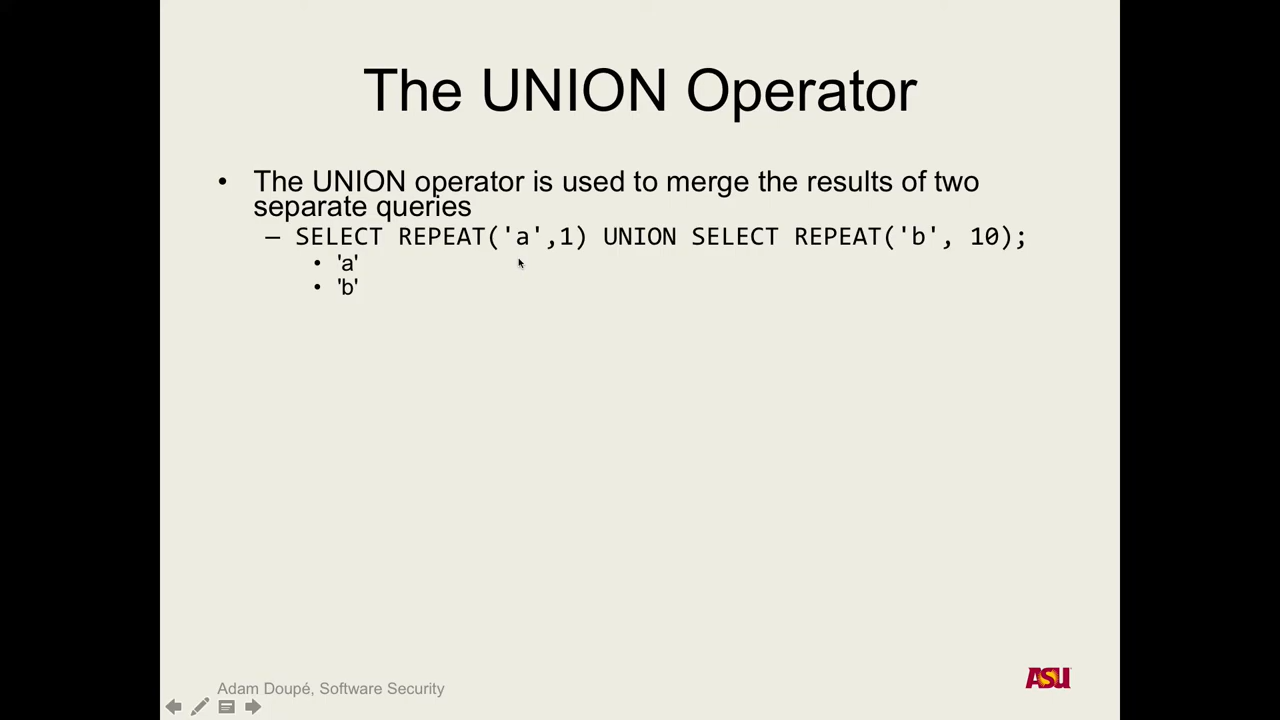 The UNION Operator
• The UNION operator is used to merge the results of two
separate queries
– SELECT REPEAT('a',1) UNION SELECT REPEAT('b', 10);
• 'a'
• 'b'
Adam Doupé, Software Security
ASU